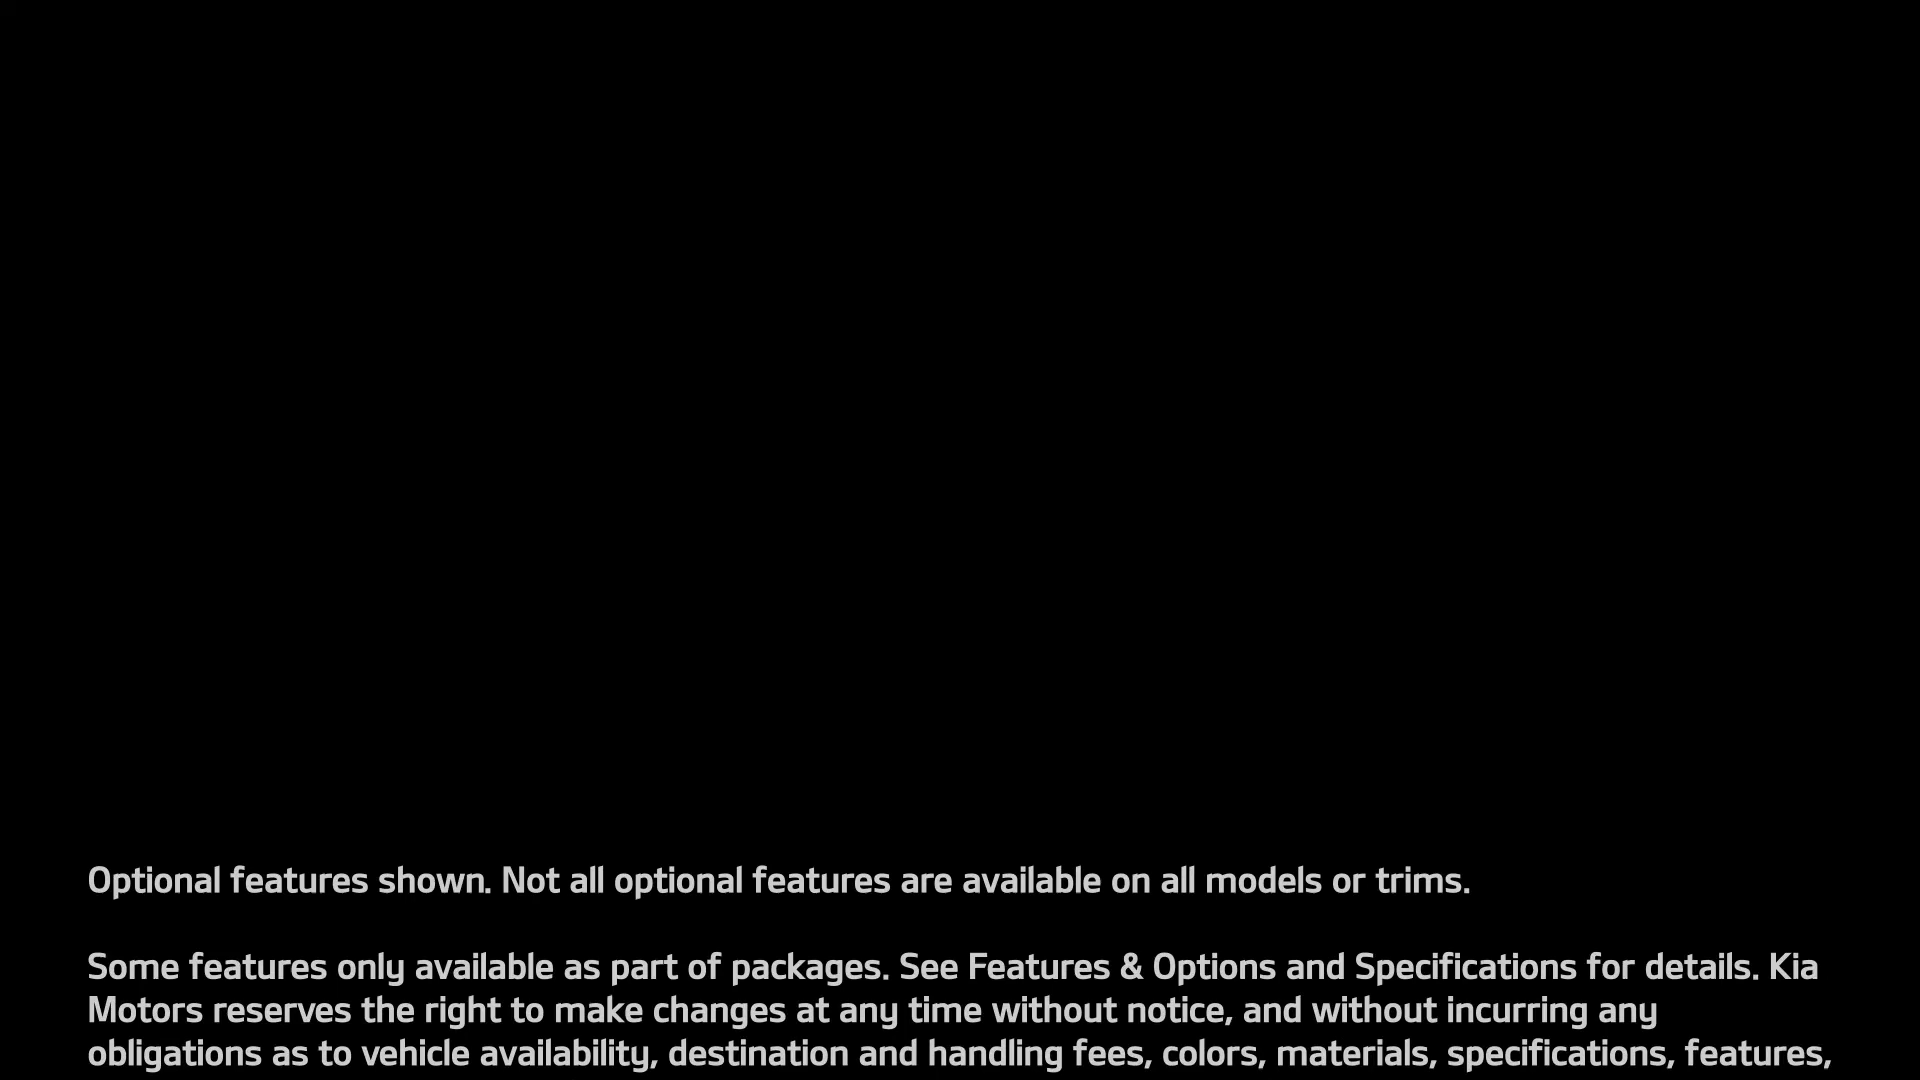 Optional features shown. Not all optional features are available on all models or trims.
Some features only available as part of packages. See Features & Options and Specifications for details. Kia
Motors reserves the right to make changes at any time without notice, and without incurring any
obligations as to vehicle availability, destination and handling fees, colors, materials, specifications, features,